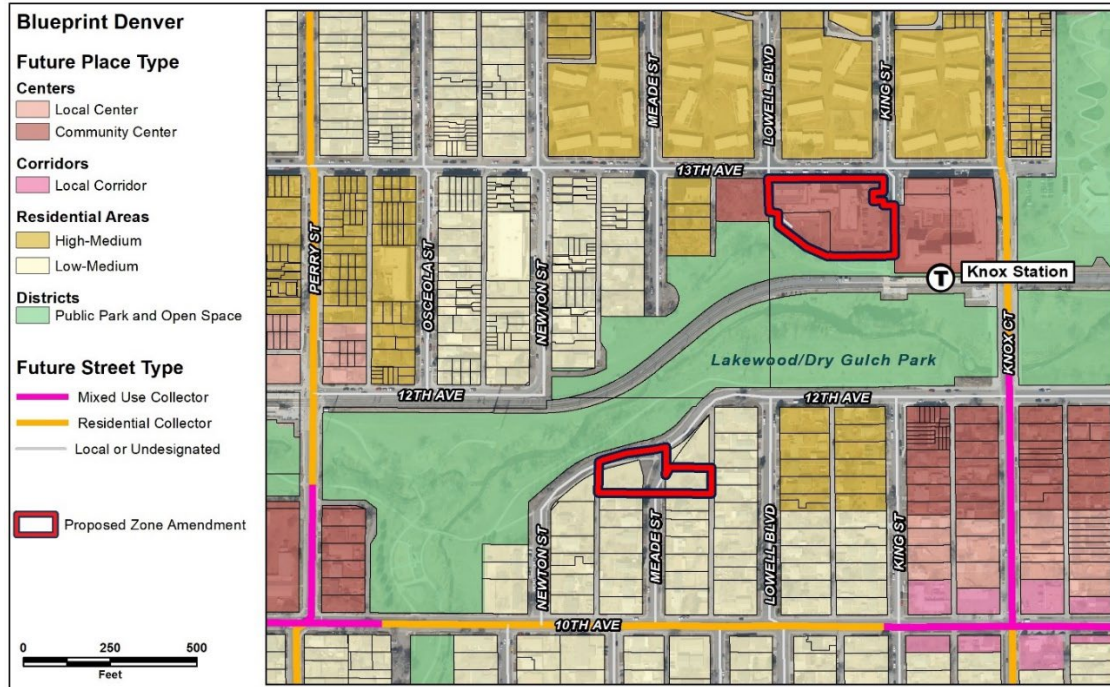 Blueprint Denver
Future Place Type
Centers
Local Center
Community Center
Corridors
Local Corridor
Residential Areas
High-Medium
Low-Medium
Districts
Public Park and Open Space
Future Street Type
Mixed Use Collector
Residential Collector
Local or Undesignated
Proposed Zone Amendment
0 250 500
Feet
MEADE ST
LOWELL BLVD
KING ST
13TH AVE
PERRY ST
OSCEOLA ST
NEWTON ST
T
Knox Station
KNOX CT
Lakewood/Dry Gulch Park
12TH AVE
12TH AVE
NEWTON ST
MEADE ST
LOWELL BLVD
KING ST
10TH AVE